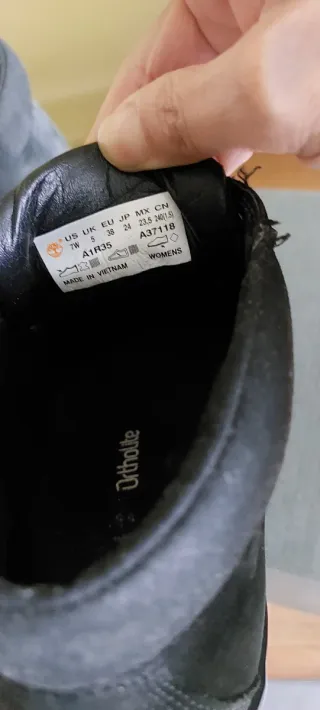 US UK EU JP MX CN
7W 5 38 24 23,5 240(1.5)
A1R35 A37118
WOMENS
MADE IN VIETNAM
Ortholite